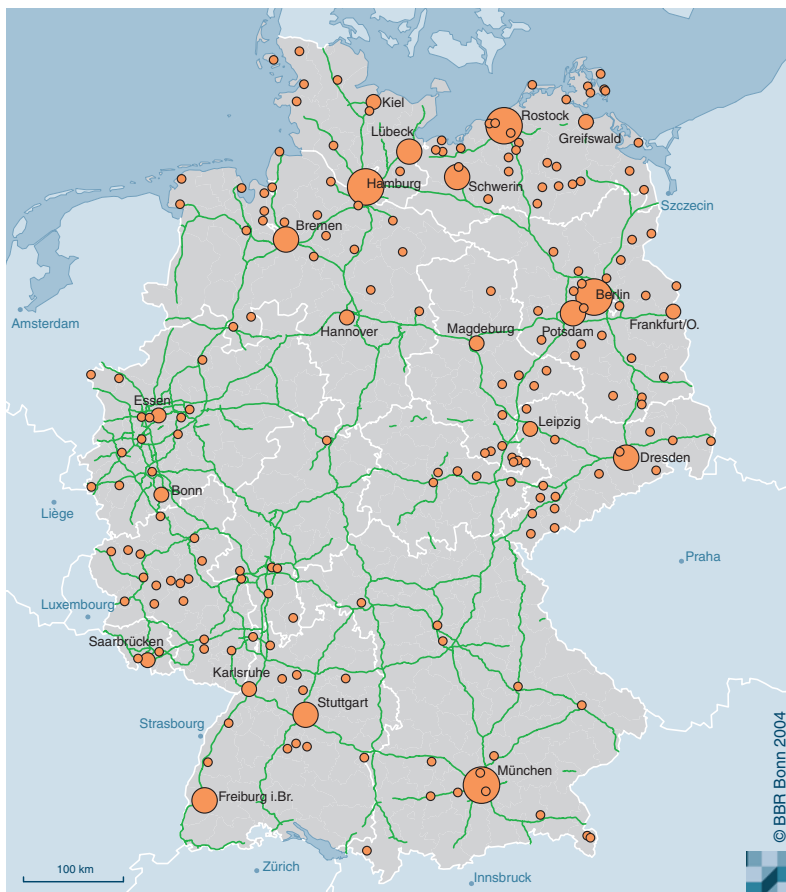 Kiel
Rostock
Lübeck
Greifswald
Hamburg
Schwerin
Szczecin
Bremen
Berlin
Amsterdam
Hannover
Magdeburg
Potsdam
Frankfurt/O.
Essen
Leipzig
Dresden
Bonn
Liège
Praha
Luxembourg
Saarbrücken
Karlsruhe
Stuttgart
Strasbourg
München
Freiburg i.Br.
100 km
Zürich
Innsbruck
© BBR Bonn 2004